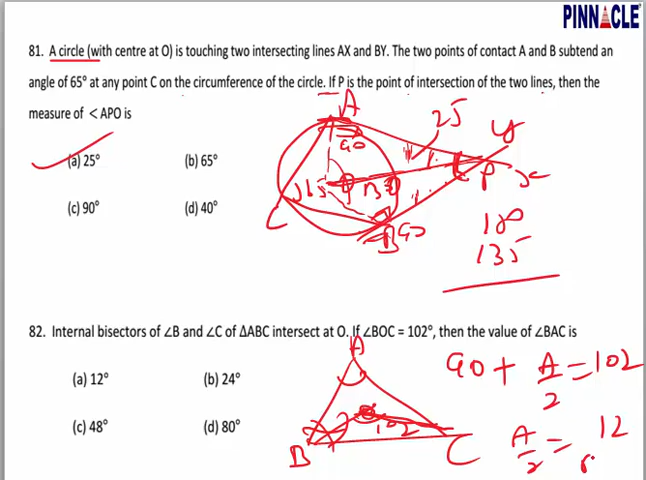 PINNACLE
81. A circle (with centre at O) is touching two intersecting lines AX and BY. The two points of contact A and B subtend an
angle of 65° at any point C on the circumference of the circle. If P is the point of intersection of the two lines, then the
measure of < APO is
(a) 25° (b) 65°
(c) 90° (d) 40°
A
25
y
90
P
x
C
B
90
180
135
82. Internal bisectors of ∠B and ∠C of ΔABC intersect at O. If ∠BOC = 102°, then the value of ∠BAC is
(a) 12° (b) 24°
(c) 48° (d) 80°
A
102
B
C
90 + A/2 = 102
A/2 = 12